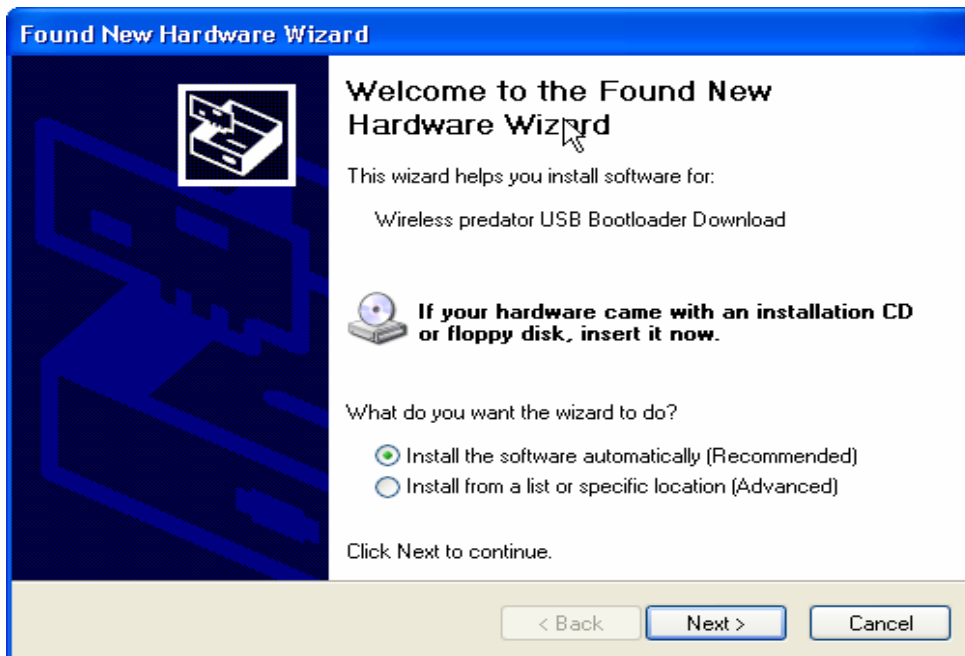 Found New Hardware Wizard
Welcome to the Found New
Hardware Wizard
This wizard helps you install software for:
Wireless predator USB Bootloader Download
If your hardware came with an installation CD
or floppy disk, insert it now.
What do you want the wizard to do?
Install the software automatically (Recommended)
Install from a list or specific location (Advanced)
Click Next to continue.
< Back
Next >
Cancel